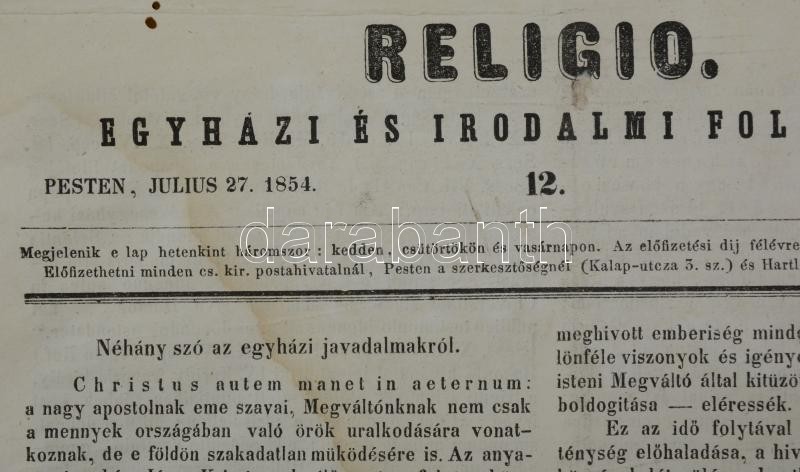 RELIGIO.
EGYHÁZI ÉS IRODALMI FOL
PESTEN, JULIUS 27. 1854.
12.
darabanth
Megjelenik e lap hetenkint háromszor: kedden, csütörtökön és vasárnapon. Az előfizetési dij félévre
Előfizethetni minden cs. kir. postahivatalnál, Pesten a szerkesztőségnél (Kalap-utcza 3. sz.) és Hartl
Néhány szó az egyházi javadalmakról.
Christus autem manet in aeternum:
a nagy apostolnak eme szavai, Megváltónknak nem csak
a mennyek országában való örök uralkodására vonat-
koznak, de e földön szakadatlan müködésére is. Az anya-
meghivott emberiség minde
lönféle viszonyok és igénye
isteni Megváltó által kitüzö
boldogitása — eléressék.
Ez az idő folytával
ténység előhaladása, a hiv